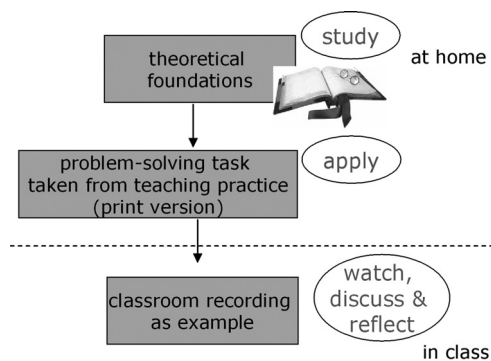 study
at home
theoretical
foundations
problem-solving task
taken from teaching practice
(print version)
apply
classroom recording
as example
watch,
discuss &
reflect
in class